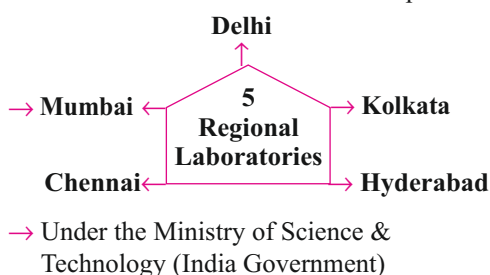 Delhi
→ Mumbai ← 5 → Kolkata
Regional
Laboratories
Chennai ← → Hyderabad
→ Under the Ministry of Science &
Technology (India Government)